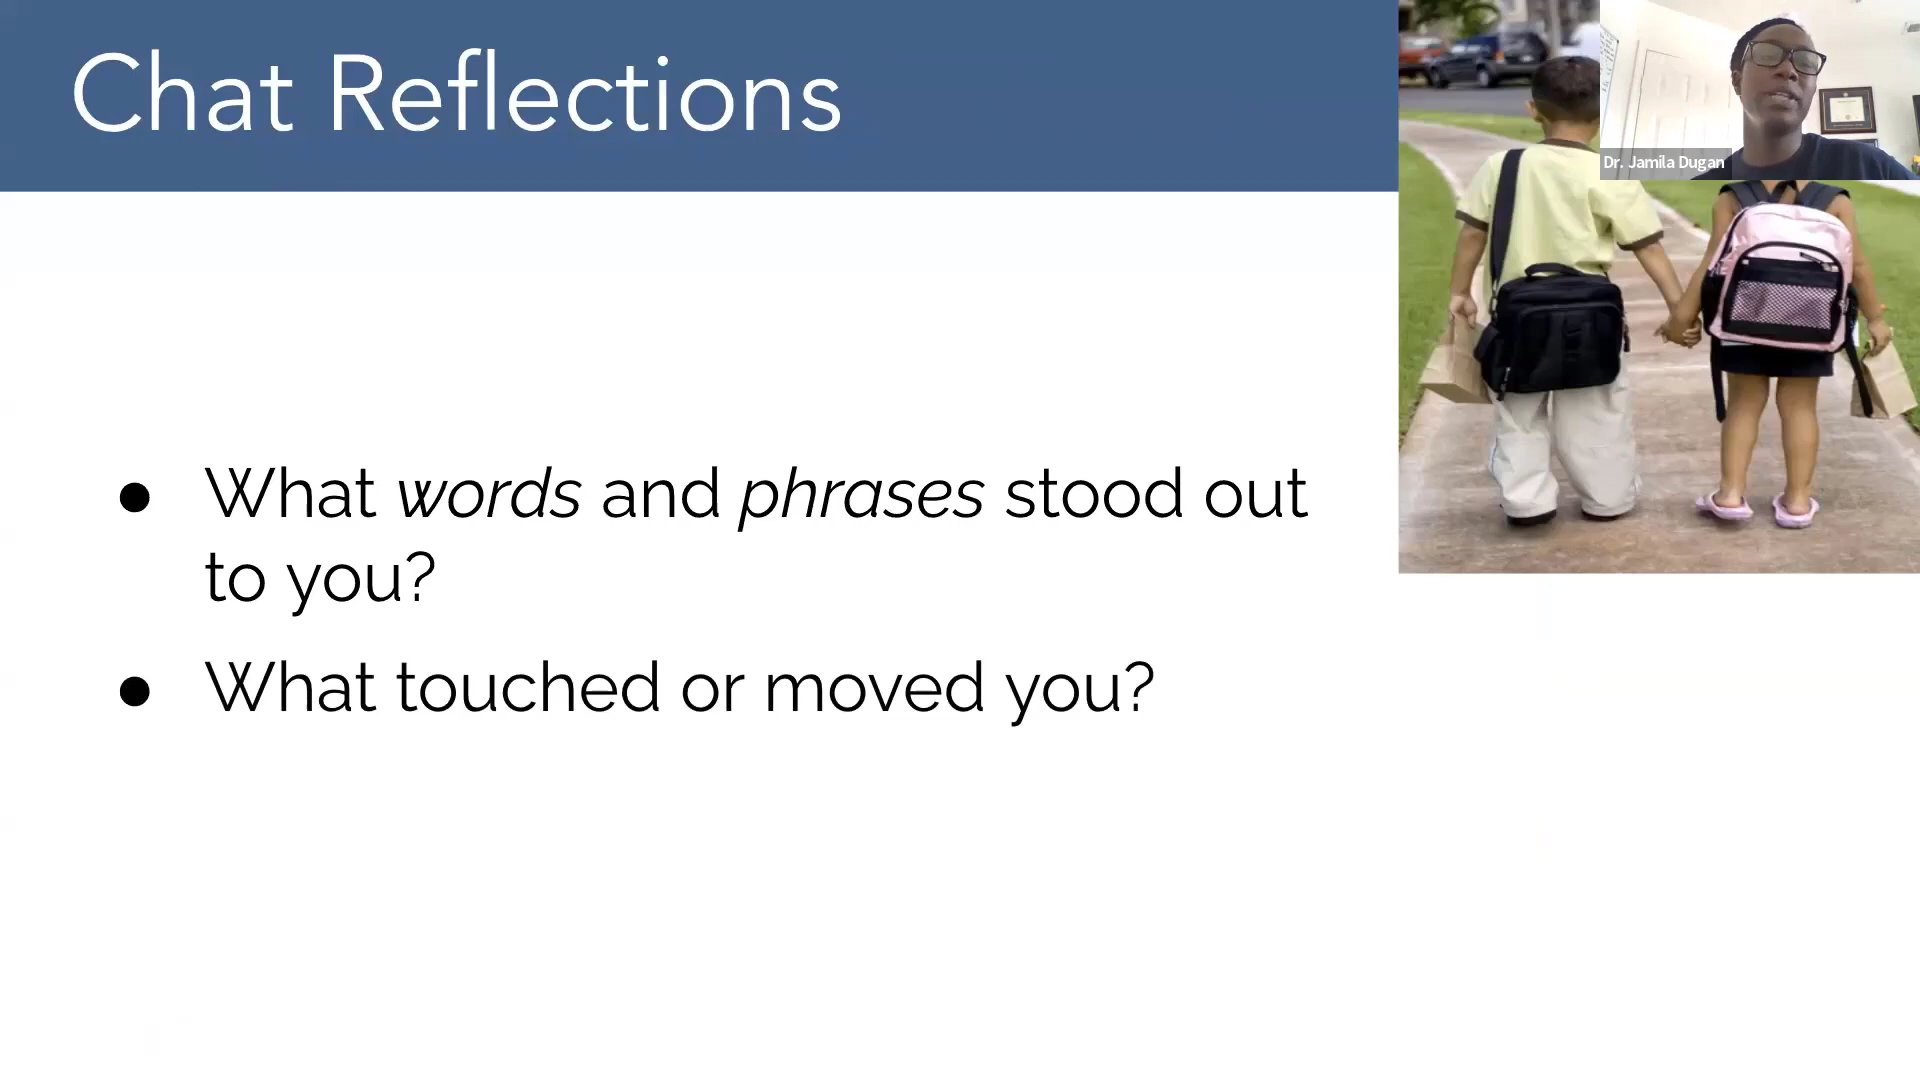 Chat Reflections
Dr. Jamila Dugan
● What words and phrases stood out
to you?
● What touched or moved you?